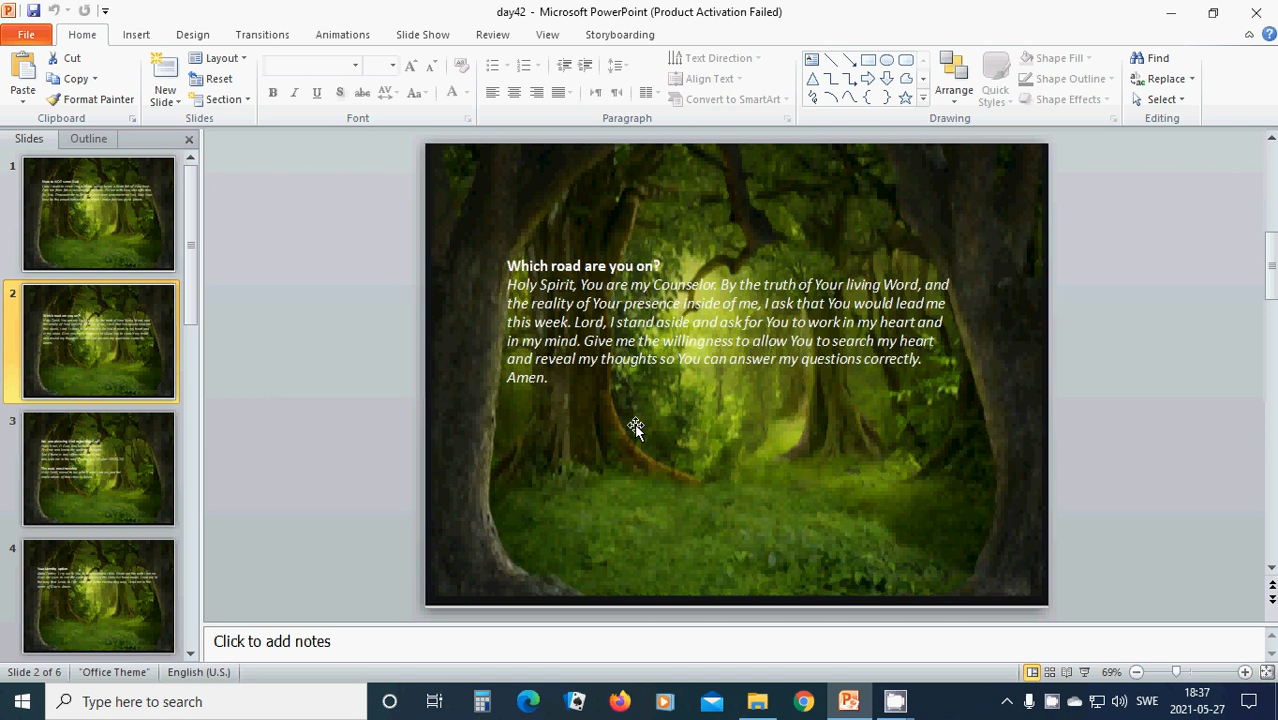 day42 - Microsoft PowerPoint (Product Activation Failed)
File Home Insert Design Transitions Animations Slide Show Review View Storyboarding
Paste
Cut
Copy
Format Painter
Clipboard
New Slide
Layout
Reset
Section
Slides
B I U S abc AV Aa A
Font
Text Direction
Align Text
Convert to SmartArt
Paragraph
Arrange
Quick Styles
Shape Fill
Shape Outline
Shape Effects
Drawing
Find
Replace
Select
Editing
Slides Outline
1
2
3
4
Which road are you on?
Holy Spirit, You are my Counselor. By the truth of Your living Word, and
the reality of Your presence inside of me, I ask that You would lead me
this week. Lord, I stand aside and ask for You to work in my heart and
in my mind. Give me the willingness to allow You to search my heart
and reveal my thoughts so You can answer my questions correctly.
Amen.
Click to add notes
Slide 2 of 6 "Office Theme" English (U.S.) 69%
Type here to search
SWE
18:37
2021-05-27